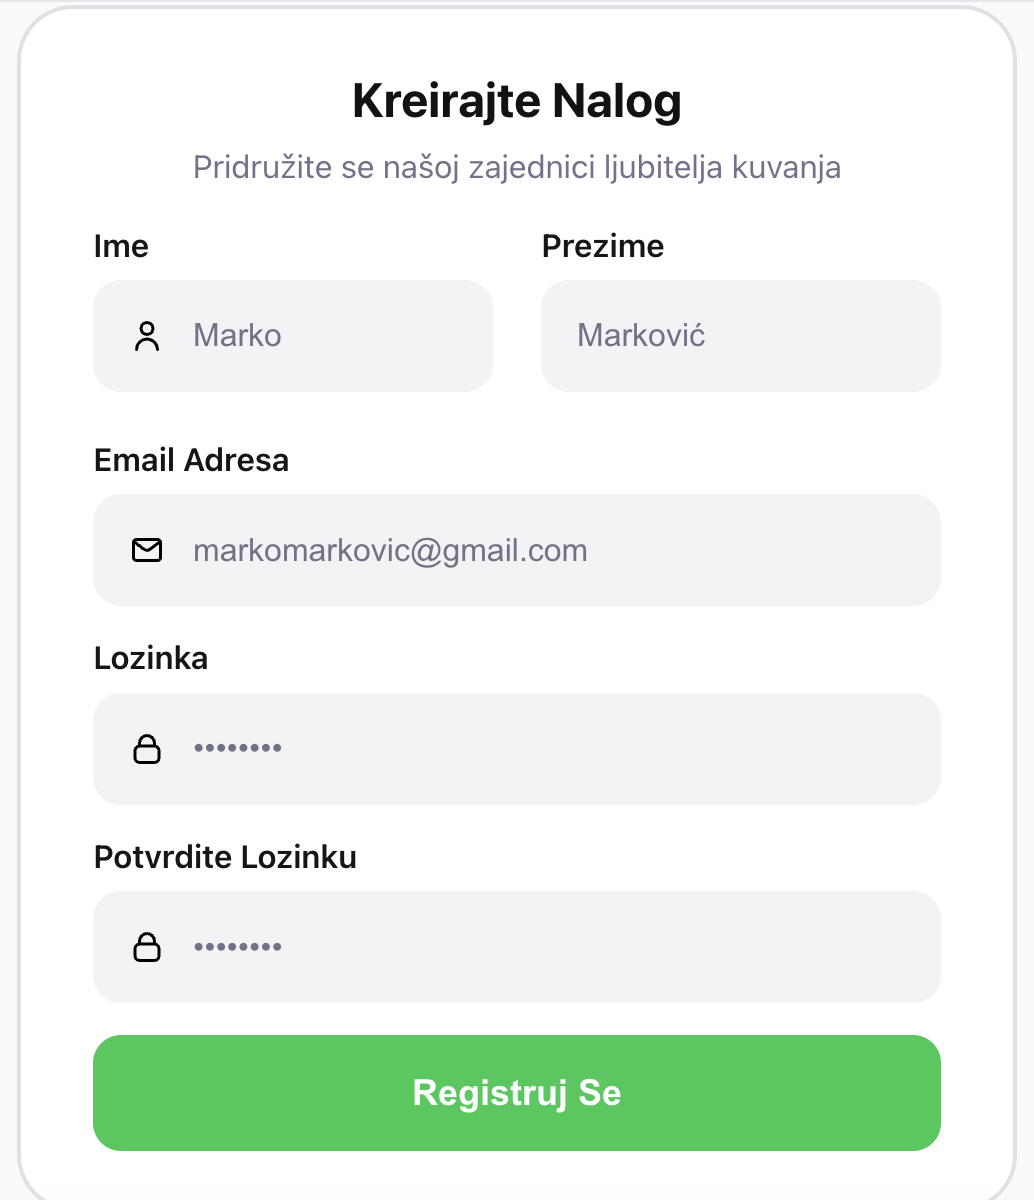 Kreirajte Nalog
Pridružite se našoj zajednici ljubitelja kuvanja
Ime
Prezime
Marko
Marković
Email Adresa
markomarkovic@gmail.com
Lozinka
••••••••
Potvrdite Lozinku
••••••••
Registruj Se